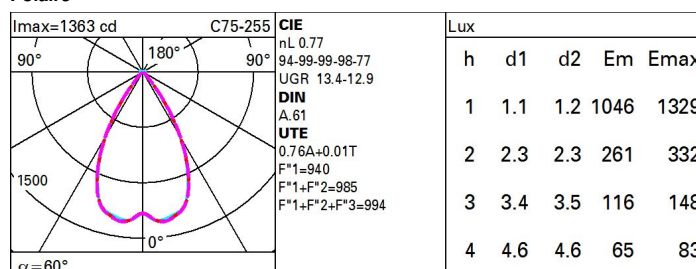 Imax=1363 cd C75-255
90° 180° 90°
1500
0°
α=60°
CIE
nL 0.77
94-99-99-98-77
UGR 13.4-12.9
DIN
A.61
UTE
0.76A+0.01T
F"1=940
F"1+F"2=985
F"1+F"2+F"3=994
Lux
h d1 d2 Em Emax
1 1.1 1.2 1046 1329
2 2.3 2.3 261 332
3 3.4 3.5 116 148
4 4.6 4.6 65 83